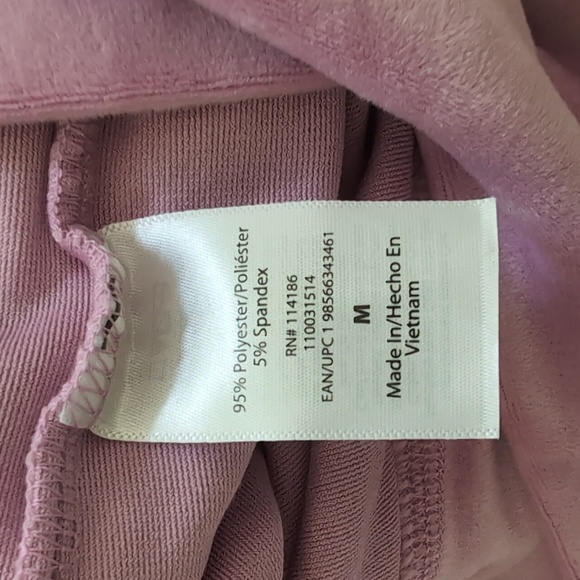 95% Polyester/Poliéster
5% Spandex
RN# 114186
110031514
EAN/UPC 1 98566343461
M
Made In/Hecho En
Vietnam